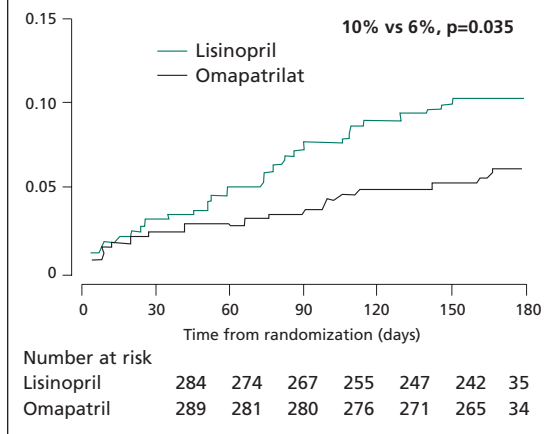 0.15
10% vs 6%, p=0.035
Lisinopril
Omapatrilat
0.10
0.05
0
0 30 60 90 120 150 180
Time from randomization (days)
Number at risk
Lisinopril 284 274 267 255 247 242 35
Omapatril 289 281 280 276 271 265 34